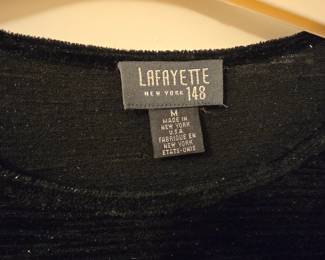 LAFAYETTE
NEW YORK 148
M
MADE IN
NEW YORK
U.S.A
FABRIQUE EN
NEW YORK
ETATS-UNIS